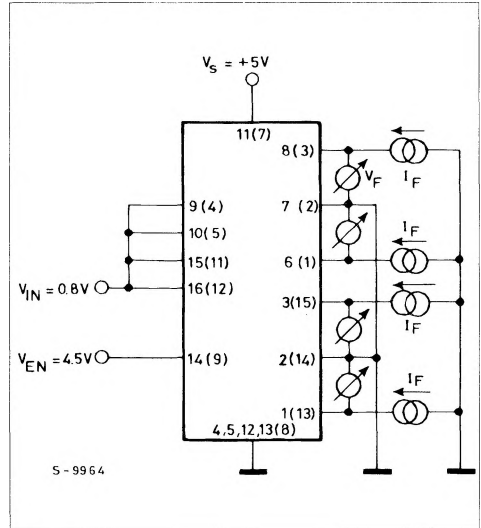 V_S = +5V
11(7)
8(3)
I_F
V_F
9(4)
7(2)
10(5)
I_F
15(11)
6(1)
V_IN = 0.8V
16(12)
3(15)
I_F
V_EN = 4.5V
14(9)
2(14)
I_F
1(13)
4,5,12,13(8)
S-9964